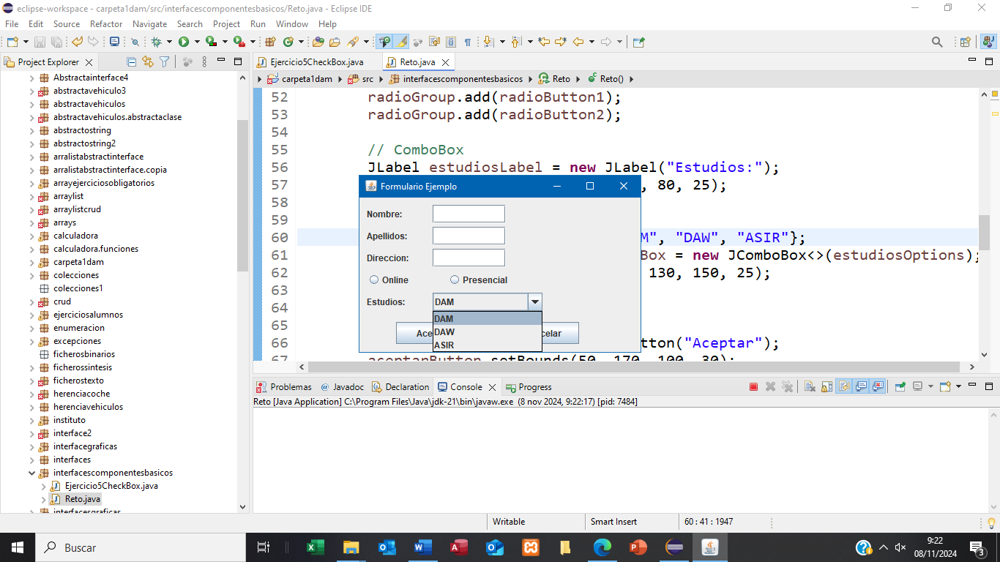 eclipse-workspace - carpeta1dam/src/interfacescomponentesbasicos/Reto.java - Eclipse IDE
File Edit Source Refactor Navigate Search Project Run Window Help
Project Explorer
Abstractainterface4
abstractavehiculo3
abstractavehiculos
abstractavehiculos.abstractaclase
abstractostring
abstractostring2
arralistabstractinterface
arralistabstractinterface.copia
arrayejerciciosobligatorios
arraylist
arraylistcrud
arrays
calculadora
calculadora.funciones
carpeta1dam
colecciones
colecciones1
crud
ejerciciosalumnos
enumeracion
excepciones
ficherosbinarios
ficherossintesis
ficherostexto
herenciacoche
herenciavehiculos
instituto
interface2
interfacegraficas
interfaces
interfacescomponentesbasicos
Ejercicio5CheckBox.java
Reto.java
interfacesgraficas
Ejercicio5CheckBox.java Reto.java
carpeta1dam src interfacescomponentesbasicos Reto Reto()
52 radioGroup.add(radioButton1);
53 radioGroup.add(radioButton2);
54
55 // ComboBox
56 JLabel estudiosLabel = new JLabel("Estudios:");
57 , 80, 25);
58
59
60 M", "DAW", "ASIR"};
61 Box = new JComboBox<>(estudiosOptions);
62 130, 150, 25);
63
64
65
66 utton("Aceptar");
67 aceptarButton.setBounds(50, 170, 100, 30);
Formulario Ejemplo
Nombre:
Apellidos:
Direccion:
Online Presencial
Estudios: DAM
DAM
DAW
ASIR
Ace elar
Problemas Javadoc Declaration Console Progress
Reto [Java Application] C:\Program Files\Java\jdk-21\bin\javaw.exe (8 nov 2024, 9:22:17) [pid: 7484]
Writable Smart Insert 60 : 41 : 1947
Buscar
9:22
08/11/2024
3